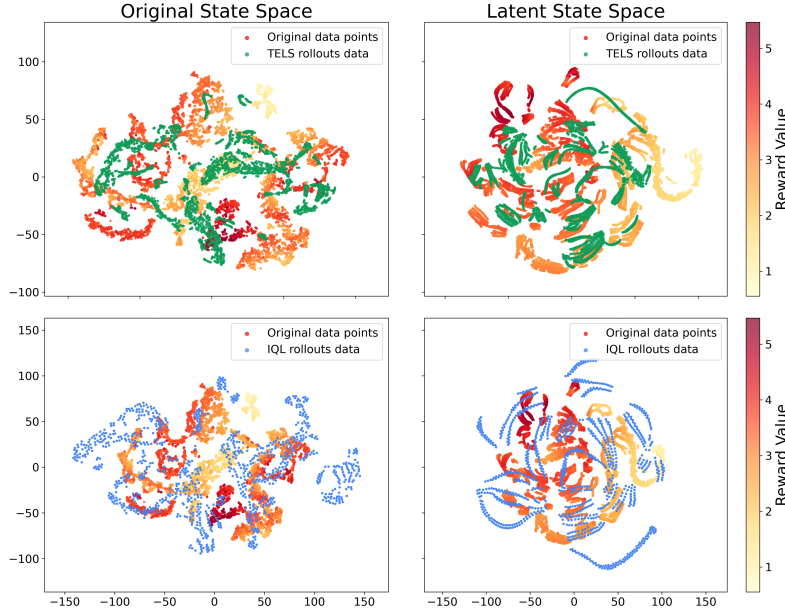 Original State Space
Latent State Space
Original data points
TELS rollouts data
100
50
0
−50
−100
Original data points
TELS rollouts data
5
4
3
2
1
Reward Value
Original data points
IQL rollouts data
150
100
50
0
−50
−100
−150
−100
−50
0
50
100
150
Original data points
IQL rollouts data
−150
−100
−50
0
50
100
150
5
4
3
2
1
Reward Value